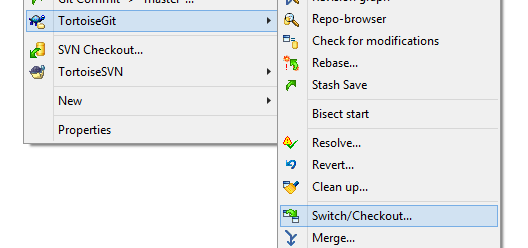 Git Commit -> "master"...
TortoiseGit
SVN Checkout...
TortoiseSVN
New
Properties
Revision graph
Repo-browser
Check for modifications
Rebase...
Stash Save
Bisect start
Resolve...
Revert...
Clean up...
Switch/Checkout...
Merge...